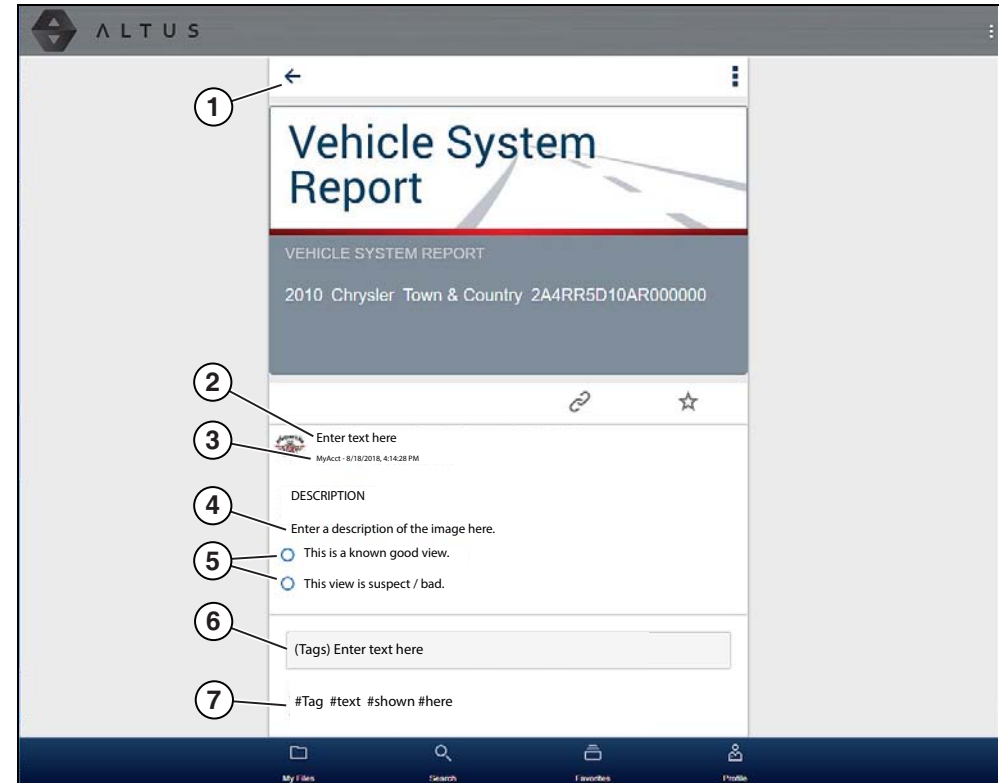 ALTUS
1
Vehicle System
Report
VEHICLE SYSTEM REPORT
2010 Chrysler Town & Country 2A4RR5D10AR000000
2
Enter text here
3
MyAcct - 8/18/2018, 4:14:28 PM
DESCRIPTION
4
Enter a description of the image here.
5
This is a known good view.
This view is suspect / bad.
6
(Tags) Enter text here
7
#Tag #text #shown #here
My Files Search Favorites Profile